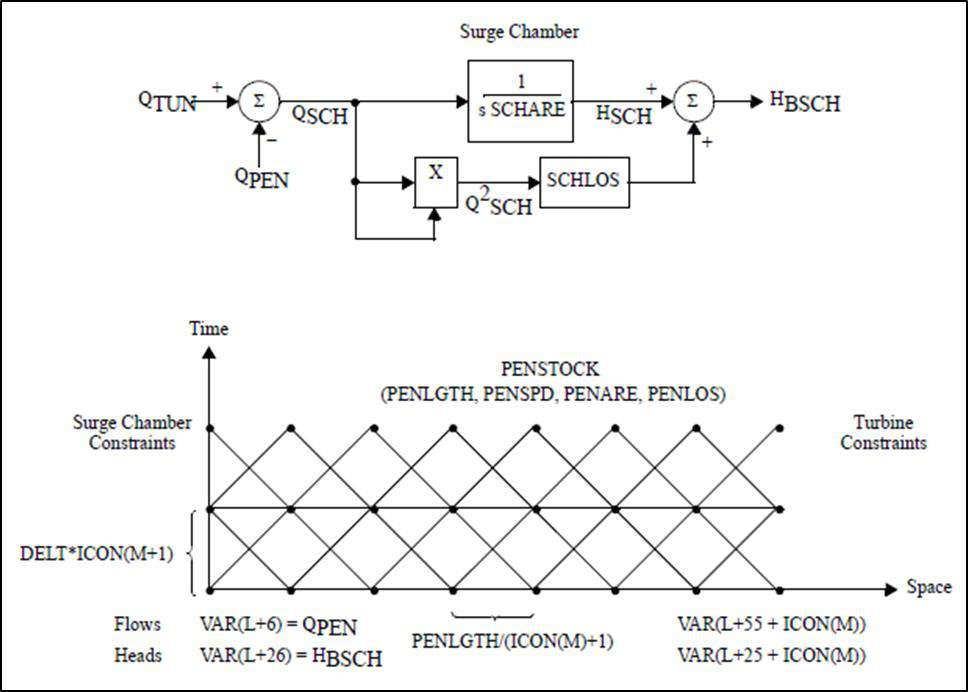 Surge Chamber
QTUN
+
Σ
−
QSCH
QPEN
1
s SCHARE
+
HSCH
Σ
+
HBSCH
X
Q2SCH
SCHLOS
Time
PENSTOCK
(PENLGTH, PENSPD, PENARE, PENLOS)
Surge Chamber
Constraints
Turbine
Constraints
DELT*ICON(M+1)
Space
Flows VAR(L+6) = QPEN
Heads VAR(L+26) = HBSCH
PENLGTH/(ICON(M)+1)
VAR(L+55 + ICON(M))
VAR(L+25 + ICON(M))